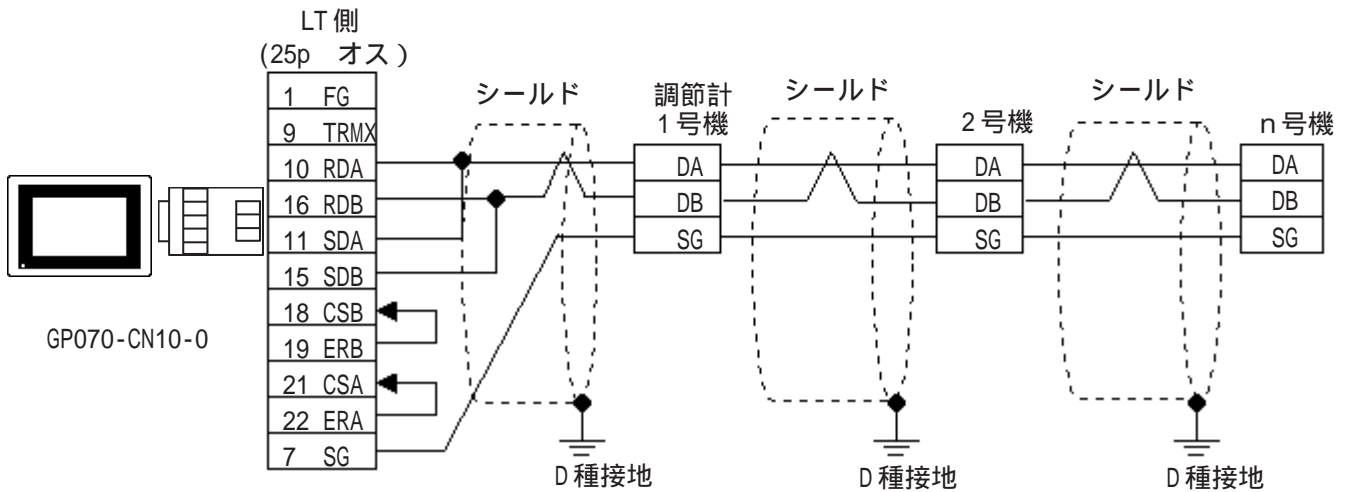 LT側
(25p オス)
1 FG
9 TRMX
10 RDA
16 RDB
11 SDA
15 SDB
18 CSB
19 ERB
21 CSA
22 ERA
7 SG
GP070-CN10-0
シールド
調節計
1号機
DA
DB
SG
D種接地
シールド
2号機
DA
DB
SG
D種接地
シールド
n号機
DA
DB
SG
D種接地